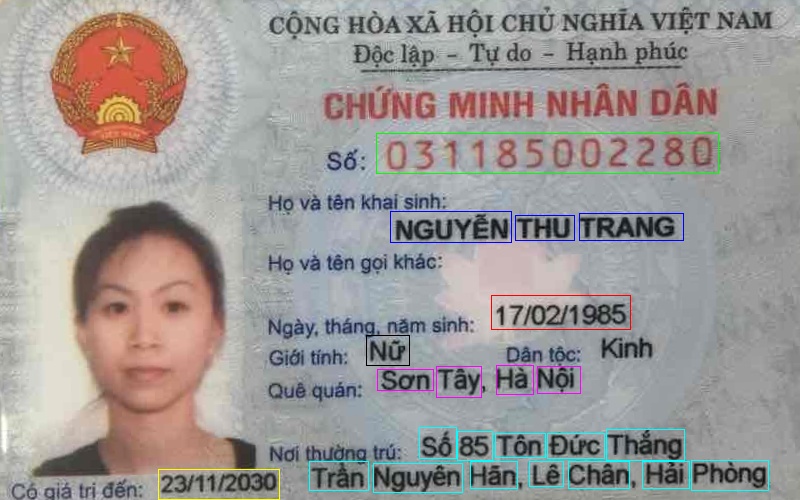 CỘNG HÒA XÃ HỘI CHỦ NGHĨA VIỆT NAM
Độc lập - Tự do - Hạnh phúc
CHỨNG MINH NHÂN DÂN
Số: 031185002280
Họ và tên khai sinh:
NGUYỄN THU TRANG
Họ và tên gọi khác:
Ngày, tháng, năm sinh: 17/02/1985
Giới tính: Nữ Dân tộc: Kinh
Quê quán: Sơn Tây, Hà Nội
Nơi thường trú: Số 85 Tôn Đức Thắng
Trần Nguyên Hãn, Lê Chân, Hải Phòng
Có giá trị đến: 23/11/2030